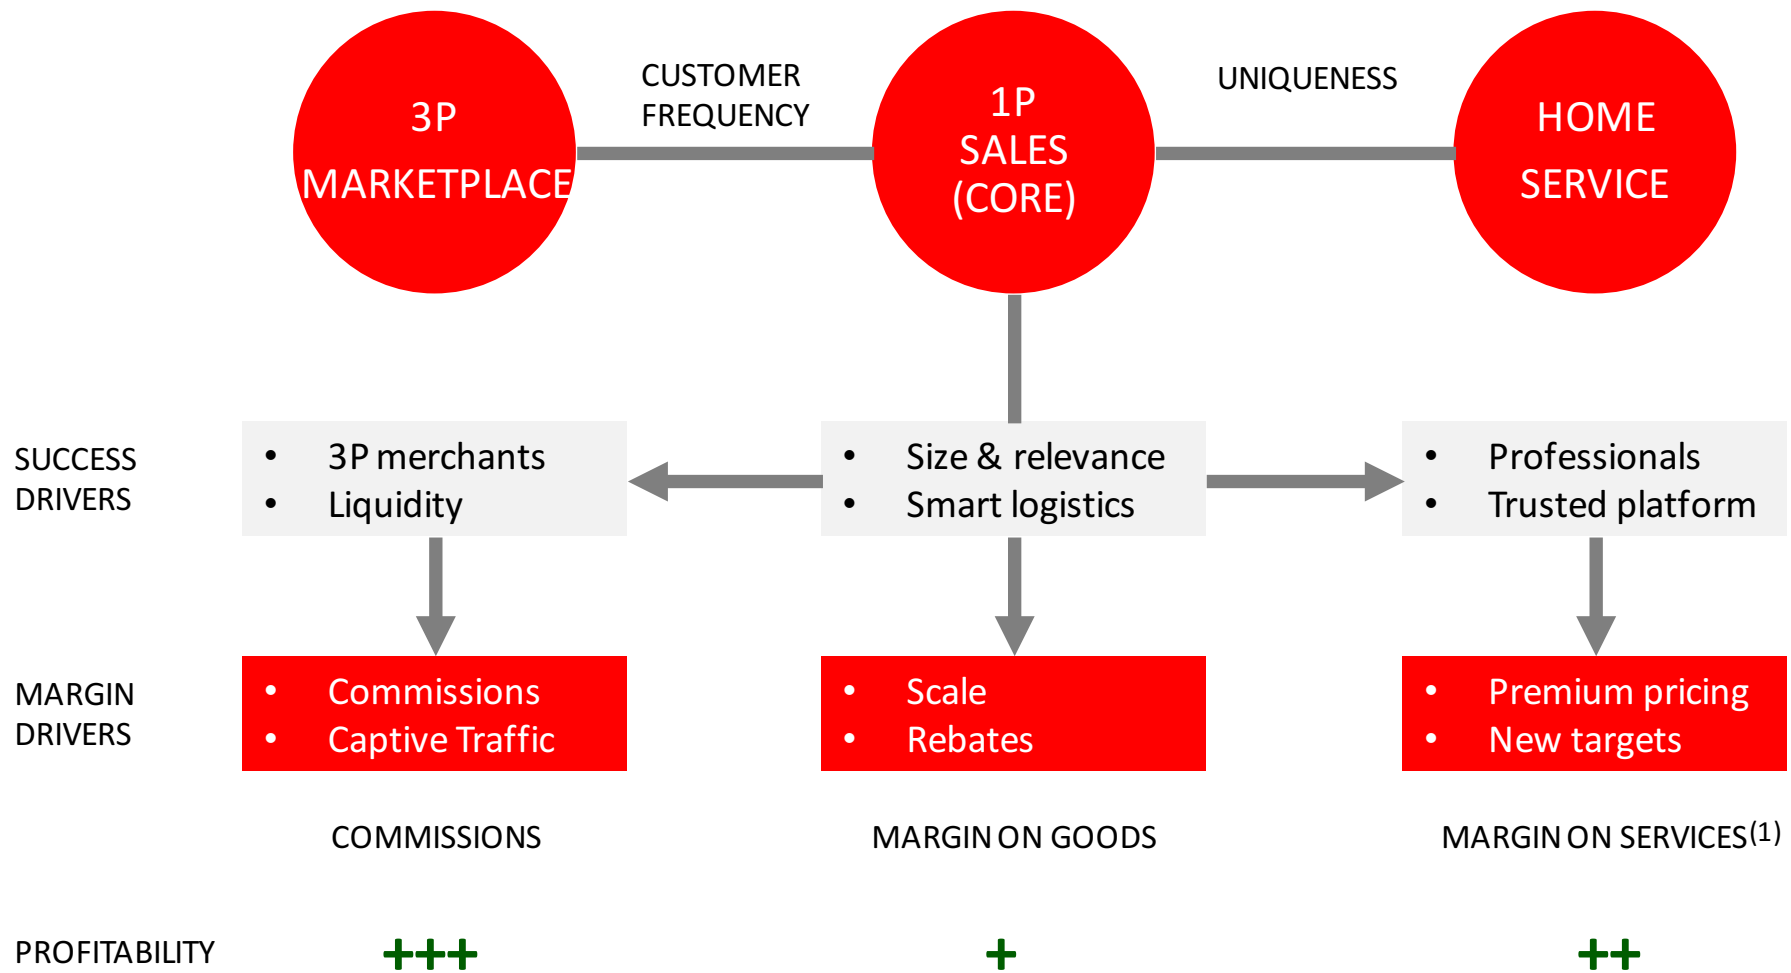 3P
MARKETPLACE
CUSTOMER
FREQUENCY
1P
SALES
(CORE)
UNIQUENESS
HOME
SERVICE
SUCCESS
DRIVERS
• 3P merchants
• Liquidity
• Size & relevance
• Smart logistics
• Professionals
• Trusted platform
MARGIN
DRIVERS
• Commissions
• Captive Traffic
• Scale
• Rebates
• Premium pricing
• New targets
COMMISSIONS
MARGIN ON GOODS
MARGIN ON SERVICES(1)
PROFITABILITY
+++
+
++